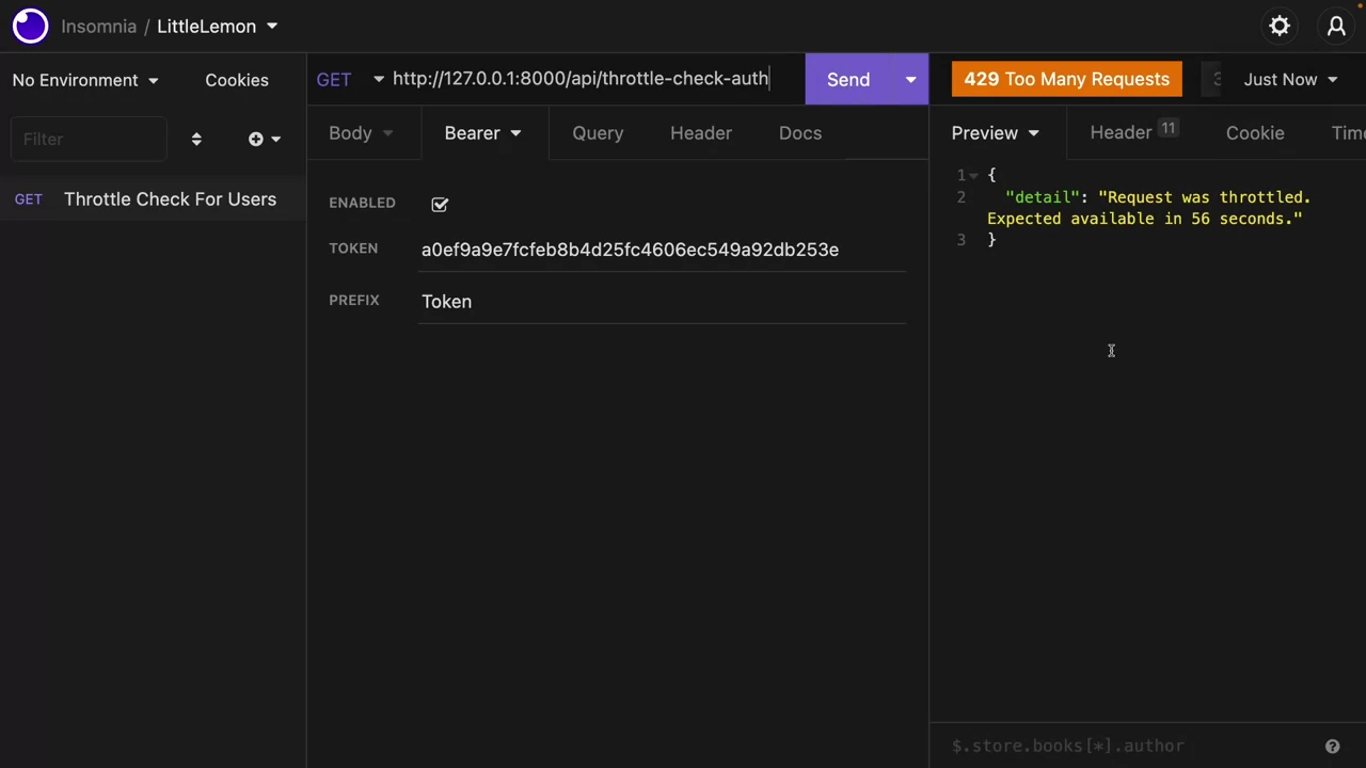 Insomnia / LittleLemon
No Environment
Cookies
GET http://127.0.0.1:8000/api/throttle-check-auth
Send
429 Too Many Requests
Just Now
Filter
Body
Bearer
Query
Header
Docs
Preview
Header 11
Cookie
Time
GET Throttle Check For Users
ENABLED
TOKEN a0ef9a9e7fcfeb8b4d25fc4606ec549a92db253e
PREFIX Token
1 {
2 "detail": "Request was throttled.
Expected available in 56 seconds."
3 }
$.store.books[*].author